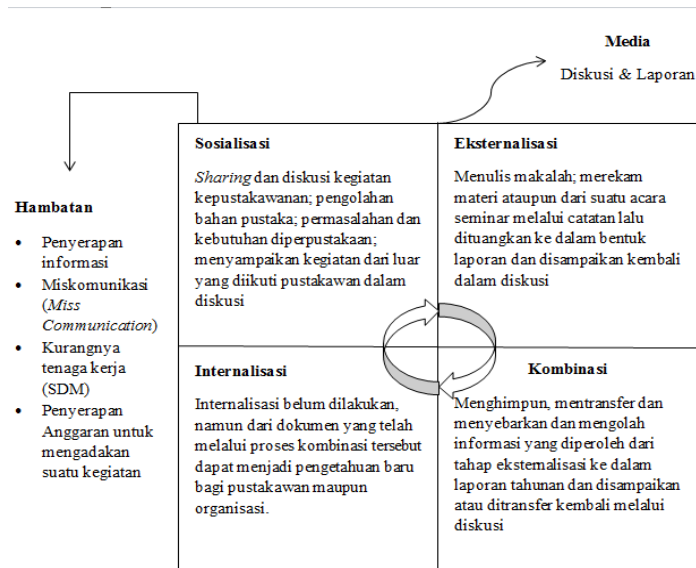 Media
Diskusi & Laporan
Hambatan
• Penyerapan
informasi
• Miskomunikasi
(Miss
Communication)
• Kurangnya
tenaga kerja
(SDM)
• Penyerapan
Anggaran untuk
mengadakan
suatu kegiatan
Sosialisasi
Sharing dan diskusi kegiatan
kepustakawanan; pengolahan
bahan pustaka; permasalahan dan
kebutuhan diperpustakaan;
menyampaikan kegiatan dari luar
yang diikuti pustakawan dalam
diskusi
Eksternalisasi
Menulis makalah; merekam
materi ataupun dari suatu acara
seminar melalui catatan lalu
dituangkan ke dalam bentuk
laporan dan disampaikan kembali
dalam diskusi
Internalisasi
Internalisasi belum dilakukan,
namun dari dokumen yang telah
melalui proses kombinasi tersebut
dapat menjadi pengetahuan baru
bagi pustakawan maupun
organisasi.
Kombinasi
Menghimpun, mentransfer dan
menyebarkan dan mengolah
informasi yang diperoleh dari
tahap eksternalisasi ke dalam
laporan tahunan dan disampaikan
atau ditransfer kembali melalui
diskusi